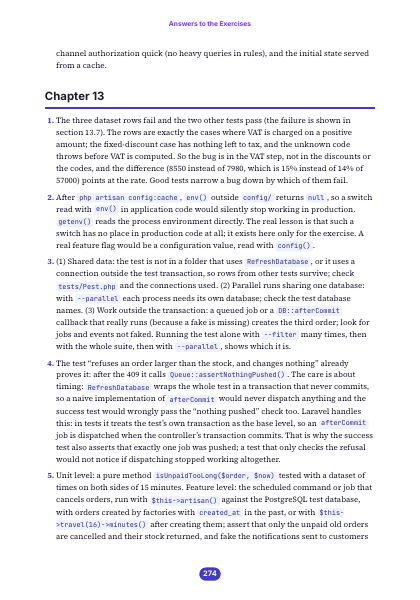 Answers to the Exercises
channel authorization quick (no heavy queries in rules), and the initial state served
from a cache.
Chapter 13
1. The three dataset rows fail and the two other tests pass (the failure is shown in
section 13.7). The rows are exactly the cases where VAT is charged on a positive
amount; the fixed-discount case has nothing left to tax, and the unknown code
throws before VAT is computed. So the bug is in the VAT step, not in the discounts or
the codes, and the difference (8550 instead of 7980, which is 15% instead of 14% of
57000) points at the rate. Good tests narrow a bug down by which of them fail.
2. After php artisan config:cache, env() outside config/ returns null, so a switch
read with env() in application code would silently stop working in production.
getenv() reads the process environment directly. The real lesson is that such a
switch has no place in production code at all; it exists here only for the exercise. A
real feature flag would be a configuration value, read with config().
3. (1) Shared data: the test is not in a folder that uses RefreshDatabase, or it uses a
connection outside the test transaction, so rows from other tests survive; check
tests/Pest.php and the connections used. (2) Parallel runs sharing one database:
with --parallel each process needs its own database; check the test database
names. (3) Work outside the transaction: a queued job or a DB::afterCommit
callback that really runs (because a fake is missing) creates the third order; look for
jobs and events not faked. Running the test alone with --filter many times, then
with the whole suite, then with --parallel, shows which it is.
4. The test “refuses an order larger than the stock, and changes nothing” already
proves it: after the 409 it calls Queue::assertNothingPushed(). The care is about
timing: RefreshDatabase wraps the whole test in a transaction that never commits,
so a naive implementation of afterCommit would never dispatch anything and the
success test would wrongly pass the “nothing pushed” check too. Laravel handles
this: in tests it treats the test’s own transaction as the base level, so an afterCommit
job is dispatched when the controller’s transaction commits. That is why the success
test also asserts that exactly one job was pushed; a test that only checks the refusal
would not notice if dispatching stopped working altogether.
5. Unit level: a pure method isUnpaidTooLong($order, $now) tested with a dataset of
times on both sides of 15 minutes. Feature level: the scheduled command or job that
cancels orders, run with $this->artisan() against the PostgreSQL test database,
with orders created by factories with created_at in the past, or with $this-
>travel(16)->minutes() after creating them; assert that only the unpaid old orders
are cancelled and their stock returned, and fake the notifications sent to customers
274